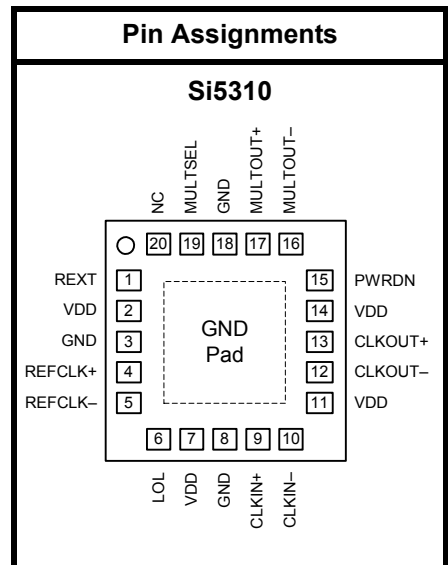 Pin Assignments
Si5310
NC
MULTSEL
GND
MULTOUT+
MULTOUT–
20 19 18 17 16
REXT 1
VDD 2
GND 3
REFCLK+ 4
REFCLK– 5
GND
Pad
15 PWRDN
14 VDD
13 CLKOUT+
12 CLKOUT–
11 VDD
6 7 8 9 10
LOL
VDD
GND
CLKIN+
CLKIN–